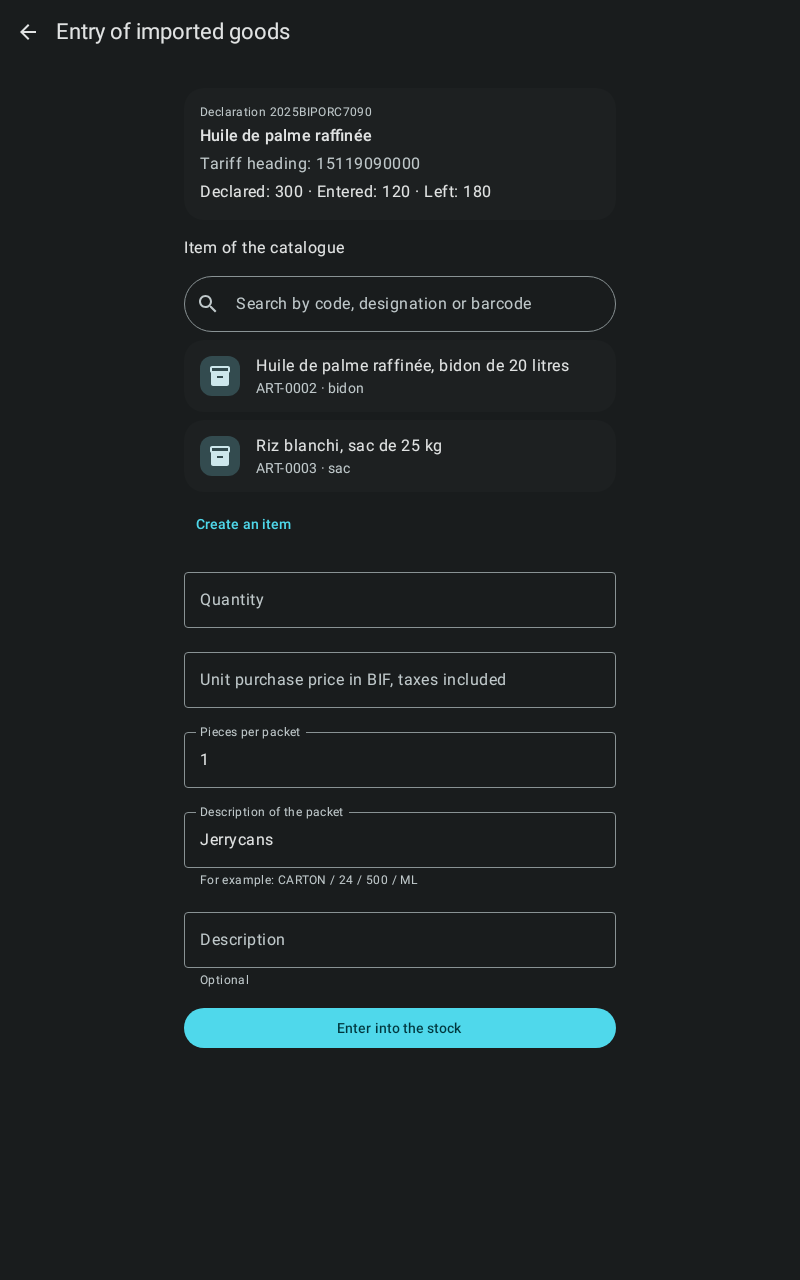 Entry of imported goods
Declaration 2025BIPORC7090
Huile de palme raffinée
Tariff heading: 15119090000
Declared: 300 · Entered: 120 · Left: 180
Item of the catalogue
Search by code, designation or barcode
Huile de palme raffinée, bidon de 20 litres
ART-0002 · bidon
Riz blanchi, sac de 25 kg
ART-0003 · sac
Create an item
Quantity
Unit purchase price in BIF, taxes included
Pieces per packet
1
Description of the packet
Jerrycans
For example: CARTON / 24 / 500 / ML
Description
Optional
Enter into the stock